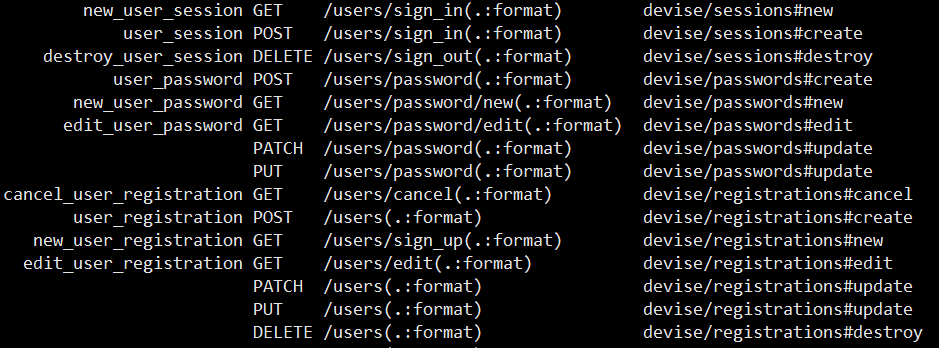 new_user_session GET /users/sign_in(.:format) devise/sessions#new
user_session POST /users/sign_in(.:format) devise/sessions#create
destroy_user_session DELETE /users/sign_out(.:format) devise/sessions#destroy
user_password POST /users/password(.:format) devise/passwords#create
new_user_password GET /users/password/new(.:format) devise/passwords#new
edit_user_password GET /users/password/edit(.:format) devise/passwords#edit
PATCH /users/password(.:format) devise/passwords#update
PUT /users/password(.:format) devise/passwords#update
cancel_user_registration GET /users/cancel(.:format) devise/registrations#cancel
user_registration POST /users(.:format) devise/registrations#create
new_user_registration GET /users/sign_up(.:format) devise/registrations#new
edit_user_registration GET /users/edit(.:format) devise/registrations#edit
PATCH /users(.:format) devise/registrations#update
PUT /users(.:format) devise/registrations#update
DELETE /users(.:format) devise/registrations#destroy